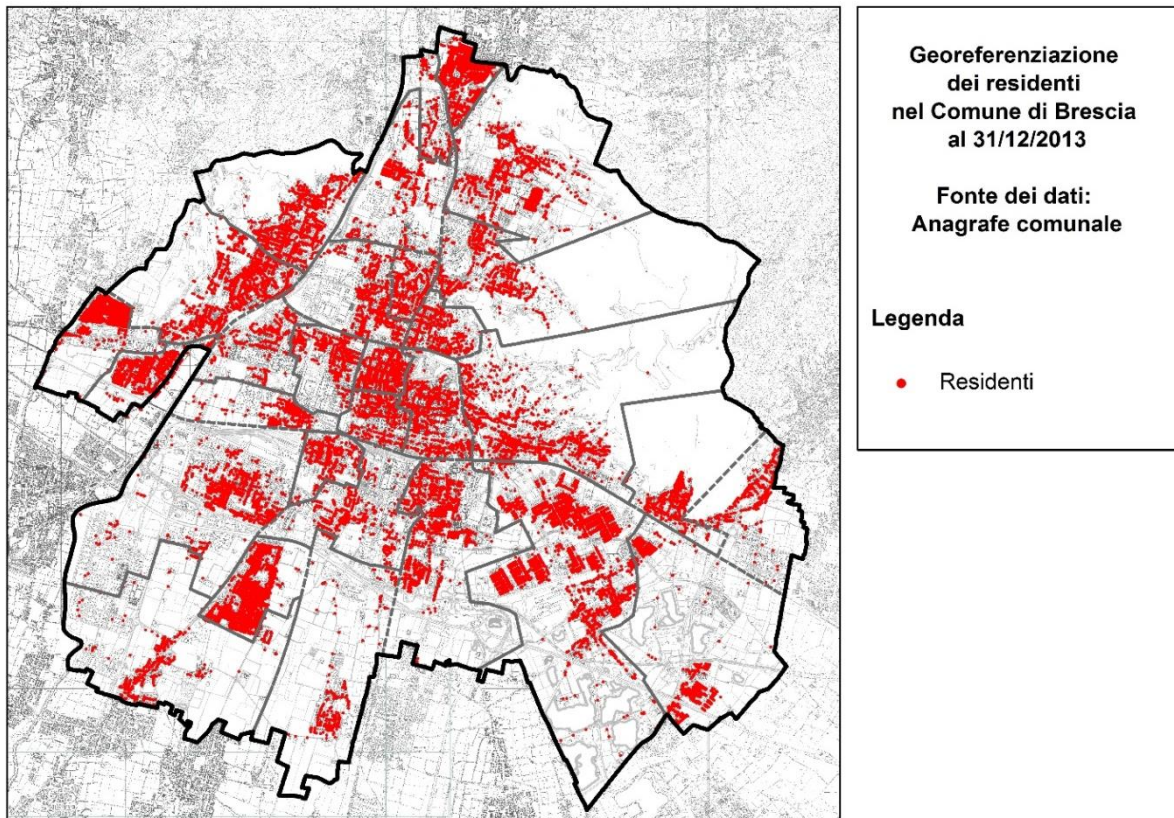 Georeferenziazione
dei residenti
nel Comune di Brescia
al 31/12/2013
Fonte dei dati:
Anagrafe comunale
Legenda
Residenti